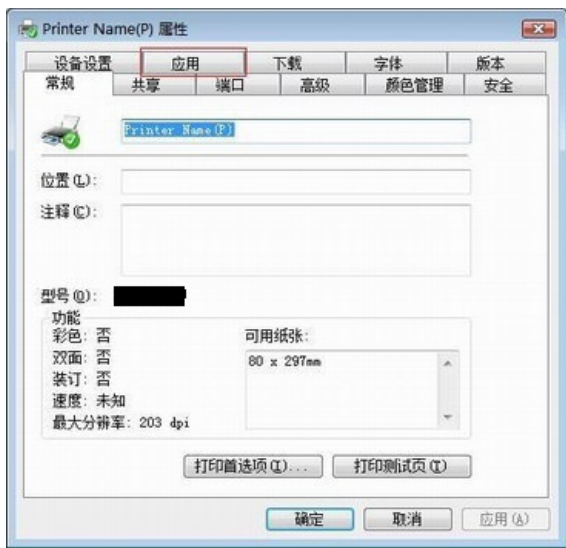 Printer Name(P) 属性
设备设置 应用 下载 字体 版本
常规 共享 端口 高级 颜色管理 安全
Printer Name(P)
位置(L):
注释(C):
型号(O):
功能
彩色: 否
可用纸张:
双面: 否
80 x 297mm
装订: 否
速度: 未知
最大分辨率: 203 dpi
打印首选项(I)... 打印测试页(T)
确定 取消 应用(A)